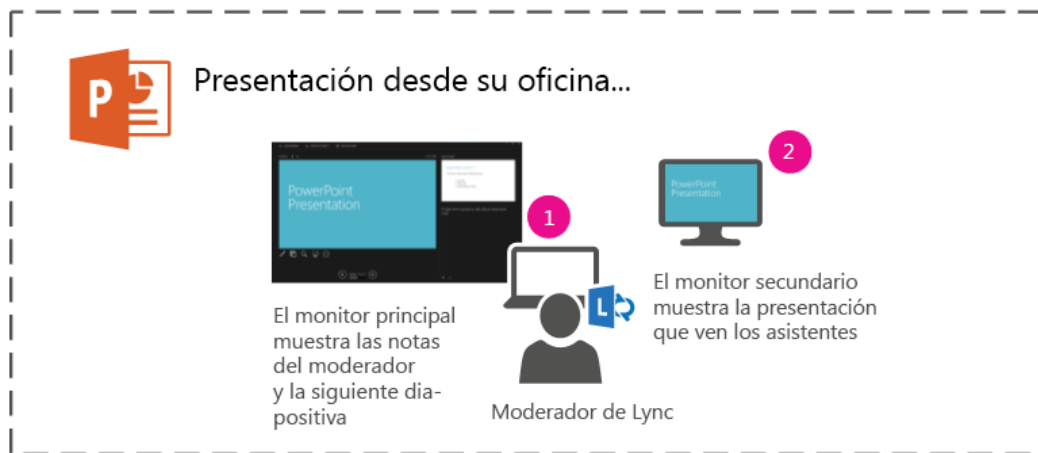 P
Presentación desde su oficina...
PowerPoint
Presentation
1
2
PowerPoint
Presentation
El monitor principal
muestra las notas
del moderador
y la siguiente dia-
positiva
L
El monitor secundario
muestra la presentación
que ven los asistentes
Moderador de Lync